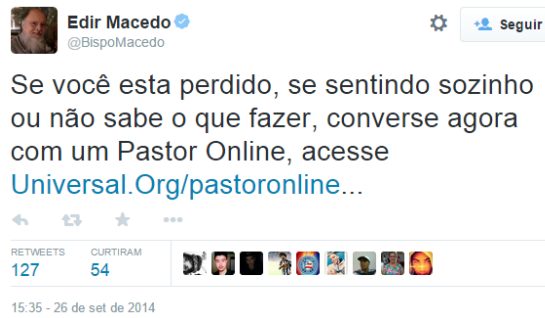 Edir Macedo
@BispoMacedo
Seguir
Se você esta perdido, se sentindo sozinho
ou não sabe o que fazer, converse agora
com um Pastor Online, acesse
Universal.Org/pastoronline...
RETWEETS
127
CURTIRAM
54
15:35 - 26 de set de 2014